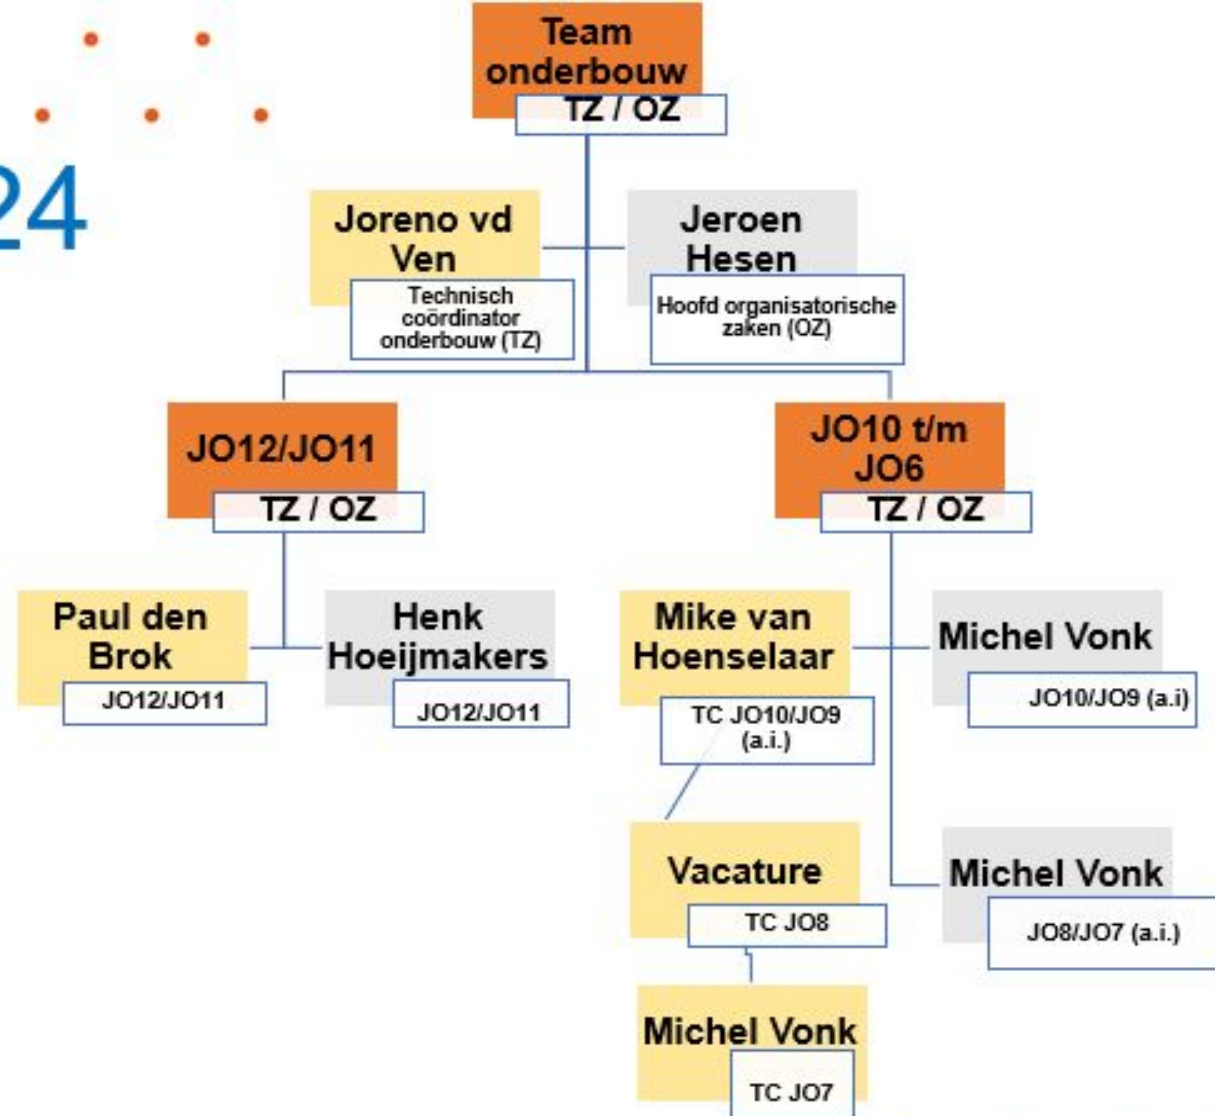 Team
onderbouw
TZ / OZ
24
Joreno vd
Ven
Technisch
coördinator
onderbouw (TZ)
Jeroen
Hesen
Hoofd organisatorische
zaken (OZ)
JO12/JO11
TZ / OZ
JO10 t/m
JO6
TZ / OZ
Paul den
Brok
JO12/JO11
Henk
Hoeijmakers
JO12/JO11
Mike van
Hoenselaar
TC JO10/JO9
(a.i.)
Michel Vonk
JO10/JO9 (a.i)
Vacature
TC JO8
Michel Vonk
JO8/JO7 (a.i.)
Michel Vonk
TC JO7